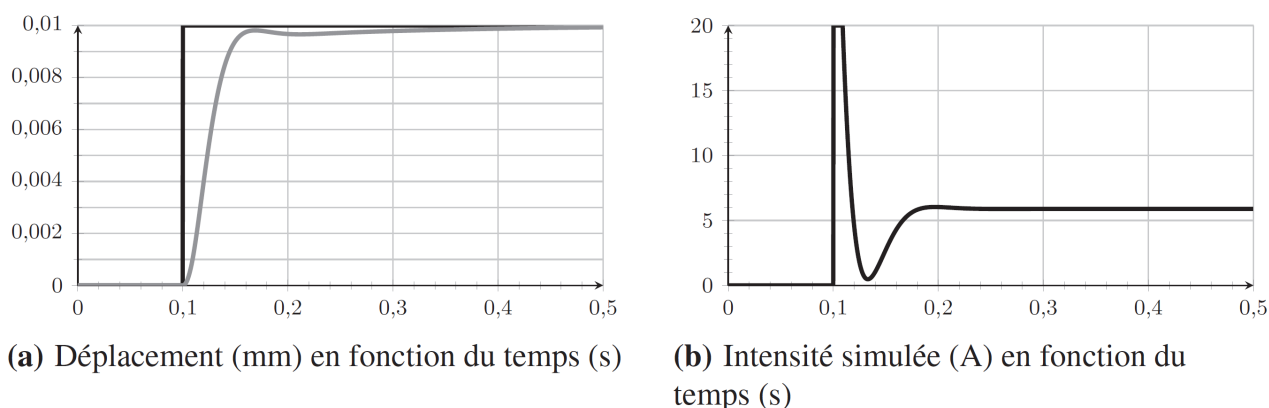 0,01
0,008
0,006
0,004
0,002
0
0 0,1 0,2 0,3 0,4 0,5
(a) Déplacement (mm) en fonction du temps (s)
20
15
10
5
0
0 0,1 0,2 0,3 0,4 0,5
(b) Intensité simulée (A) en fonction du
temps (s)